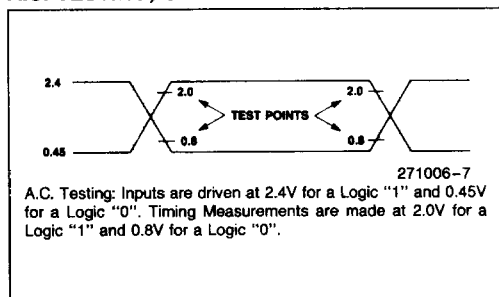 2.4
2.0
2.0
TEST POINTS
0.8
0.8
0.45
271006-7
A.C. Testing: Inputs are driven at 2.4V for a Logic "1" and 0.45V
for a Logic "0". Timing Measurements are made at 2.0V for a
Logic "1" and 0.8V for a Logic "0".